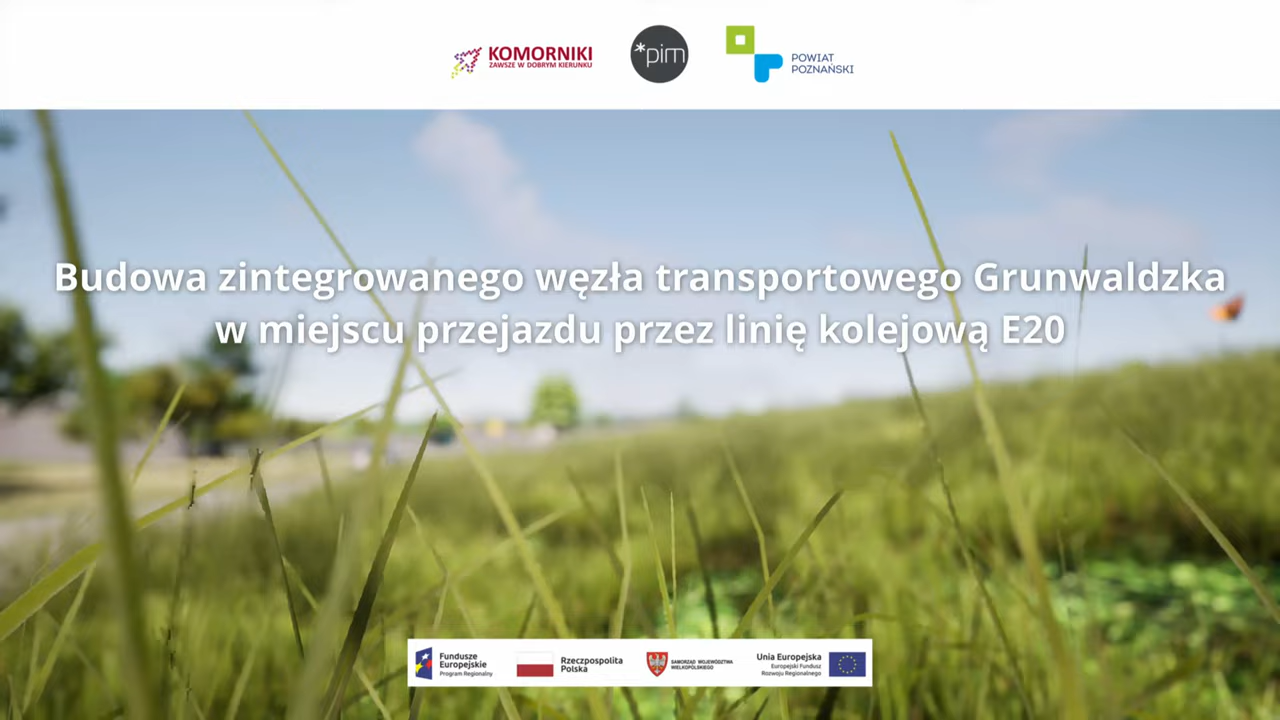 KOMORNIKI
ZAWSZE W DOBRYM KIERUNKU
*pim
POWIAT
POZNAŃSKI
Budowa zintegrowanego węzła transportowego Grunwaldzka
w miejscu przejazdu przez linię kolejową E20
Fundusze
Europejskie
Program Regionalny
Rzeczpospolita
Polska
SAMORZĄD WOJEWÓDZTWA
WIELKOPOLSKIEGO
Unia Europejska
Europejski Fundusz
Rozwoju Regionalnego